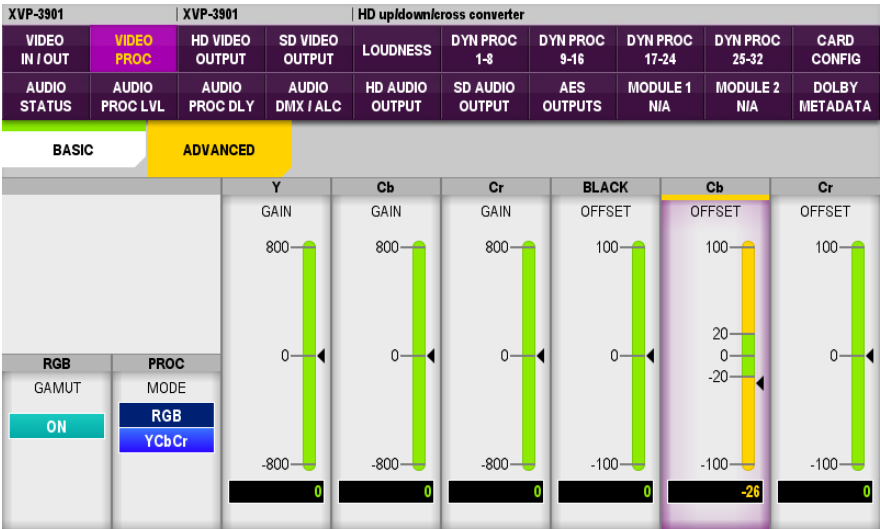 XVP-3901 XVP-3901 HD up/down/cross converter
VIDEO IN / OUT
VIDEO PROC
HD VIDEO OUTPUT
SD VIDEO OUTPUT
LOUDNESS
DYN PROC 1-8
DYN PROC 9-16
DYN PROC 17-24
DYN PROC 25-32
CARD CONFIG
AUDIO STATUS
AUDIO PROC LVL
AUDIO PROC DLY
AUDIO DMX / ALC
HD AUDIO OUTPUT
SD AUDIO OUTPUT
AES OUTPUTS
MODULE 1 N/A
MODULE 2 N/A
DOLBY METADATA
BASIC
ADVANCED
RGB
GAMUT
ON
PROC
MODE
RGB
YCbCr
Y
GAIN
800
0
-800
0
Cb
GAIN
800
0
-800
0
Cr
GAIN
800
0
-800
0
BLACK
OFFSET
100
0
-100
0
Cb
OFFSET
100
20
0
-20
-100
-26
Cr
OFFSET
100
0
-100
0